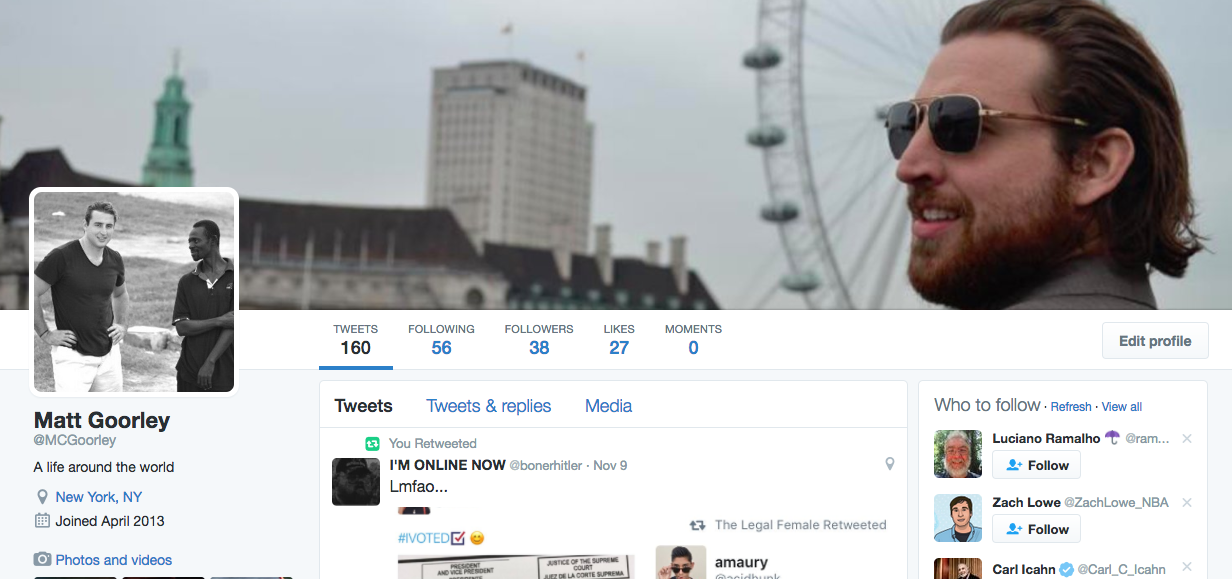 TWEETS
160
FOLLOWING
56
FOLLOWERS
38
LIKES
27
MOMENTS
0
Edit profile
Matt Goorley
@MCGoorley
A life around the world
New York, NY
Joined April 2013
Photos and videos
Tweets Tweets & replies Media
You Retweeted
I'M ONLINE NOW @bonerhitler · Nov 9
Lmfao...
The Legal Female Retweeted
#IVOTED
PRESIDENT
AND VICE PRESIDENT
JUSTICE OF THE SUPREME
COURT
JUEZ DE LA CORTE SUPREMA
amaury
@acidbunk
Who to follow · Refresh · View all
Luciano Ramalho @ram...
Follow
Zach Lowe @ZachLowe_NBA
Follow
Carl Icahn @Carl_C_Icahn